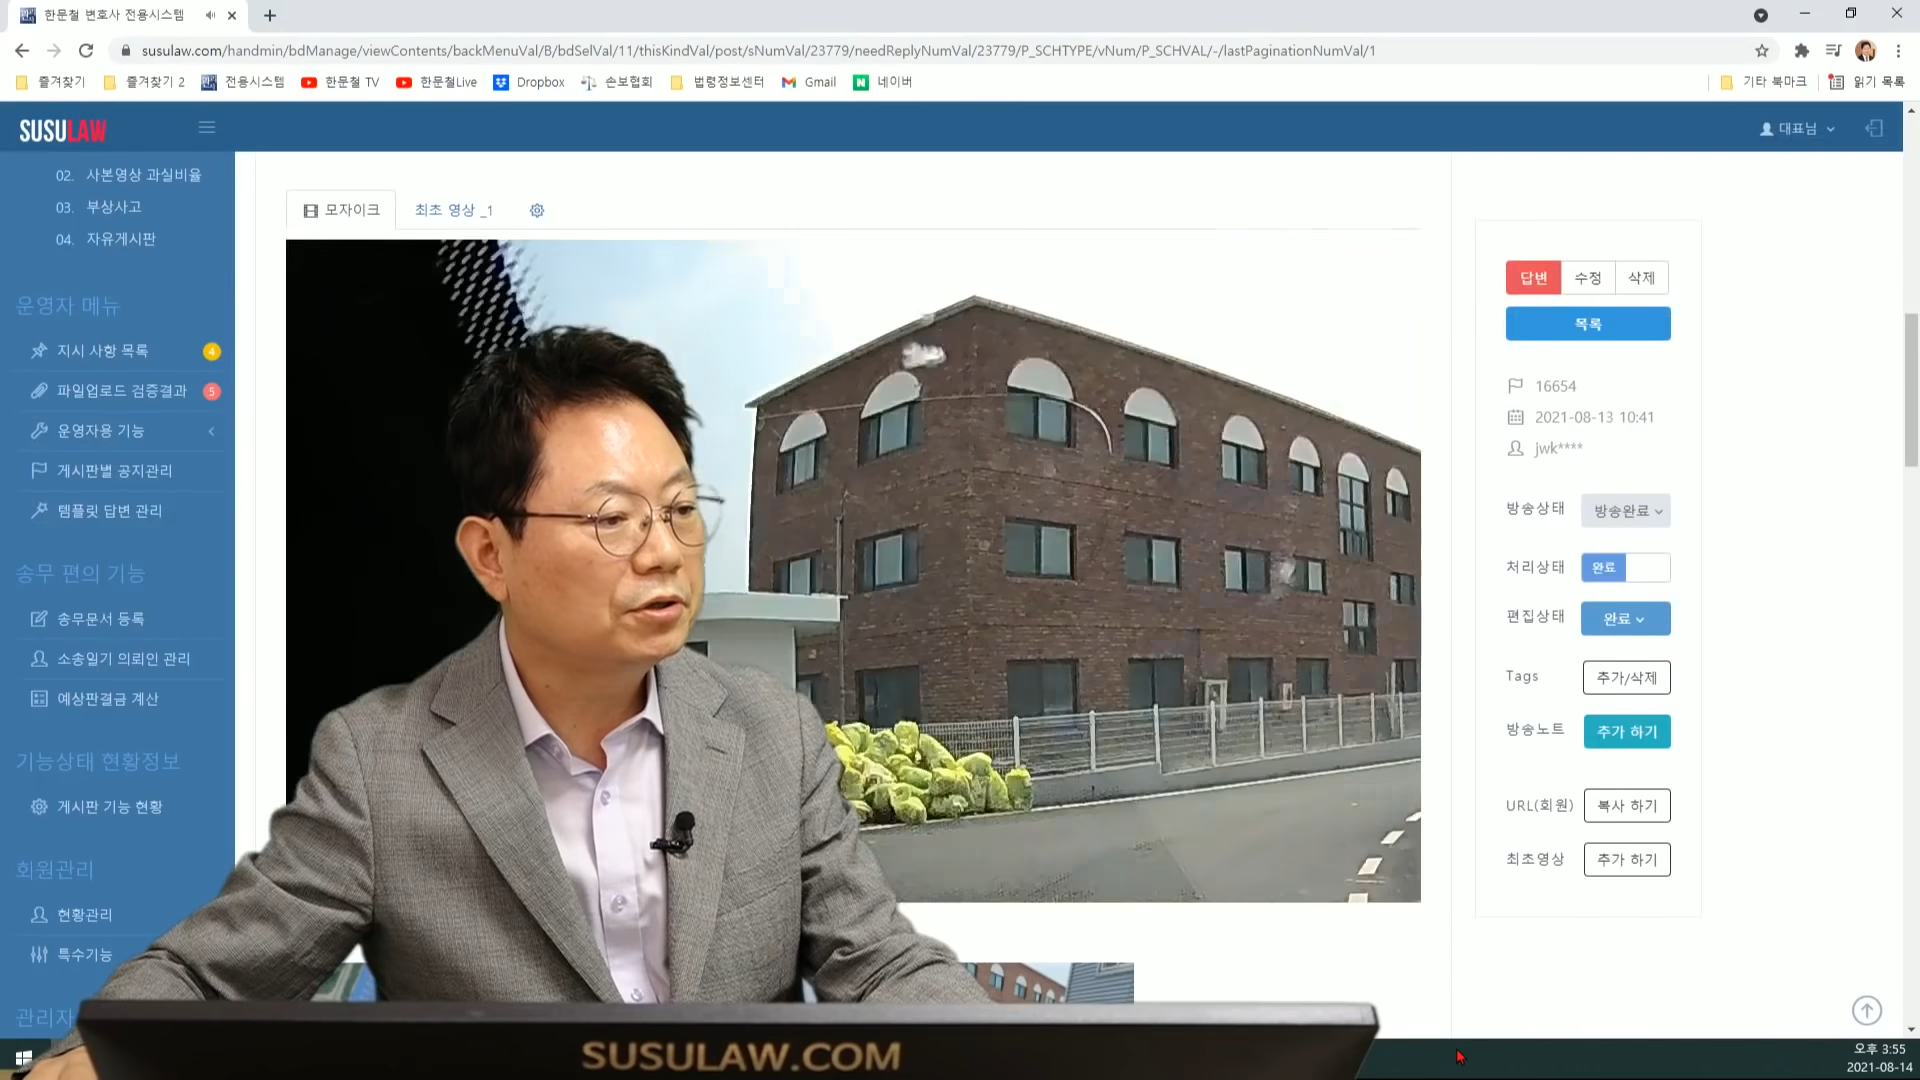 한문철 변호사 전용시스템
susulaw.com/handmin/bdManage/viewContents/backMenuVal/B/bdSelVal/11/thisKindVal/post/sNumVal/23779/needReplyNumVal/23779/P_SCHTYPE/vNum/P_SCHVAL/-/lastPaginationNumVal/1
즐겨찾기 즐겨찾기 2 전용시스템 한문철 TV 한문철Live Dropbox 손보협회 법령정보센터 Gmail 네이버 기타 북마크 읽기 목록
SUSULAW 대표님
02. 사본영상 과실비율
03. 부상사고
04. 자유게시판
운영자 메뉴
지시 사항 목록 4
파일업로드 검증결과 5
운영자용 기능
게시판별 공지관리
템플릿 답변 관리
송무 편의 기능
송무문서 등록
소송일기 의뢰인 관리
예상판결금 계산
기능상태 현황정보
게시판 기능 현황
회원관리
현황관리
특수기능
관리자
모자이크 최초 영상 _1
답변 수정 삭제
목록
16654
2021-08-13 10:41
jwk****
방송상태 방송완료
처리상태 완료
편집상태 완료
Tags 추가/삭제
방송노트 추가 하기
URL(회원) 복사 하기
최초영상 추가 하기
SUSULAW.COM
오후 3:55
2021-08-14